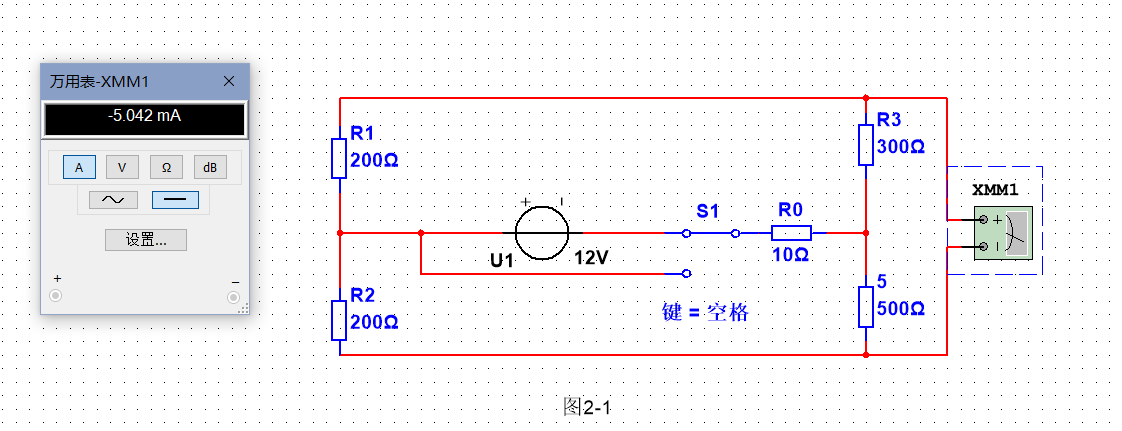 万用表-XMM1 ×
-5.042 mA
A V Ω dB
设置...
+ −
R1
200Ω
R2
200Ω
+ −
U1
12V
S1
R0
10Ω
键 = 空格
R3
300Ω
5
500Ω
XMM1
+
−
图2-1